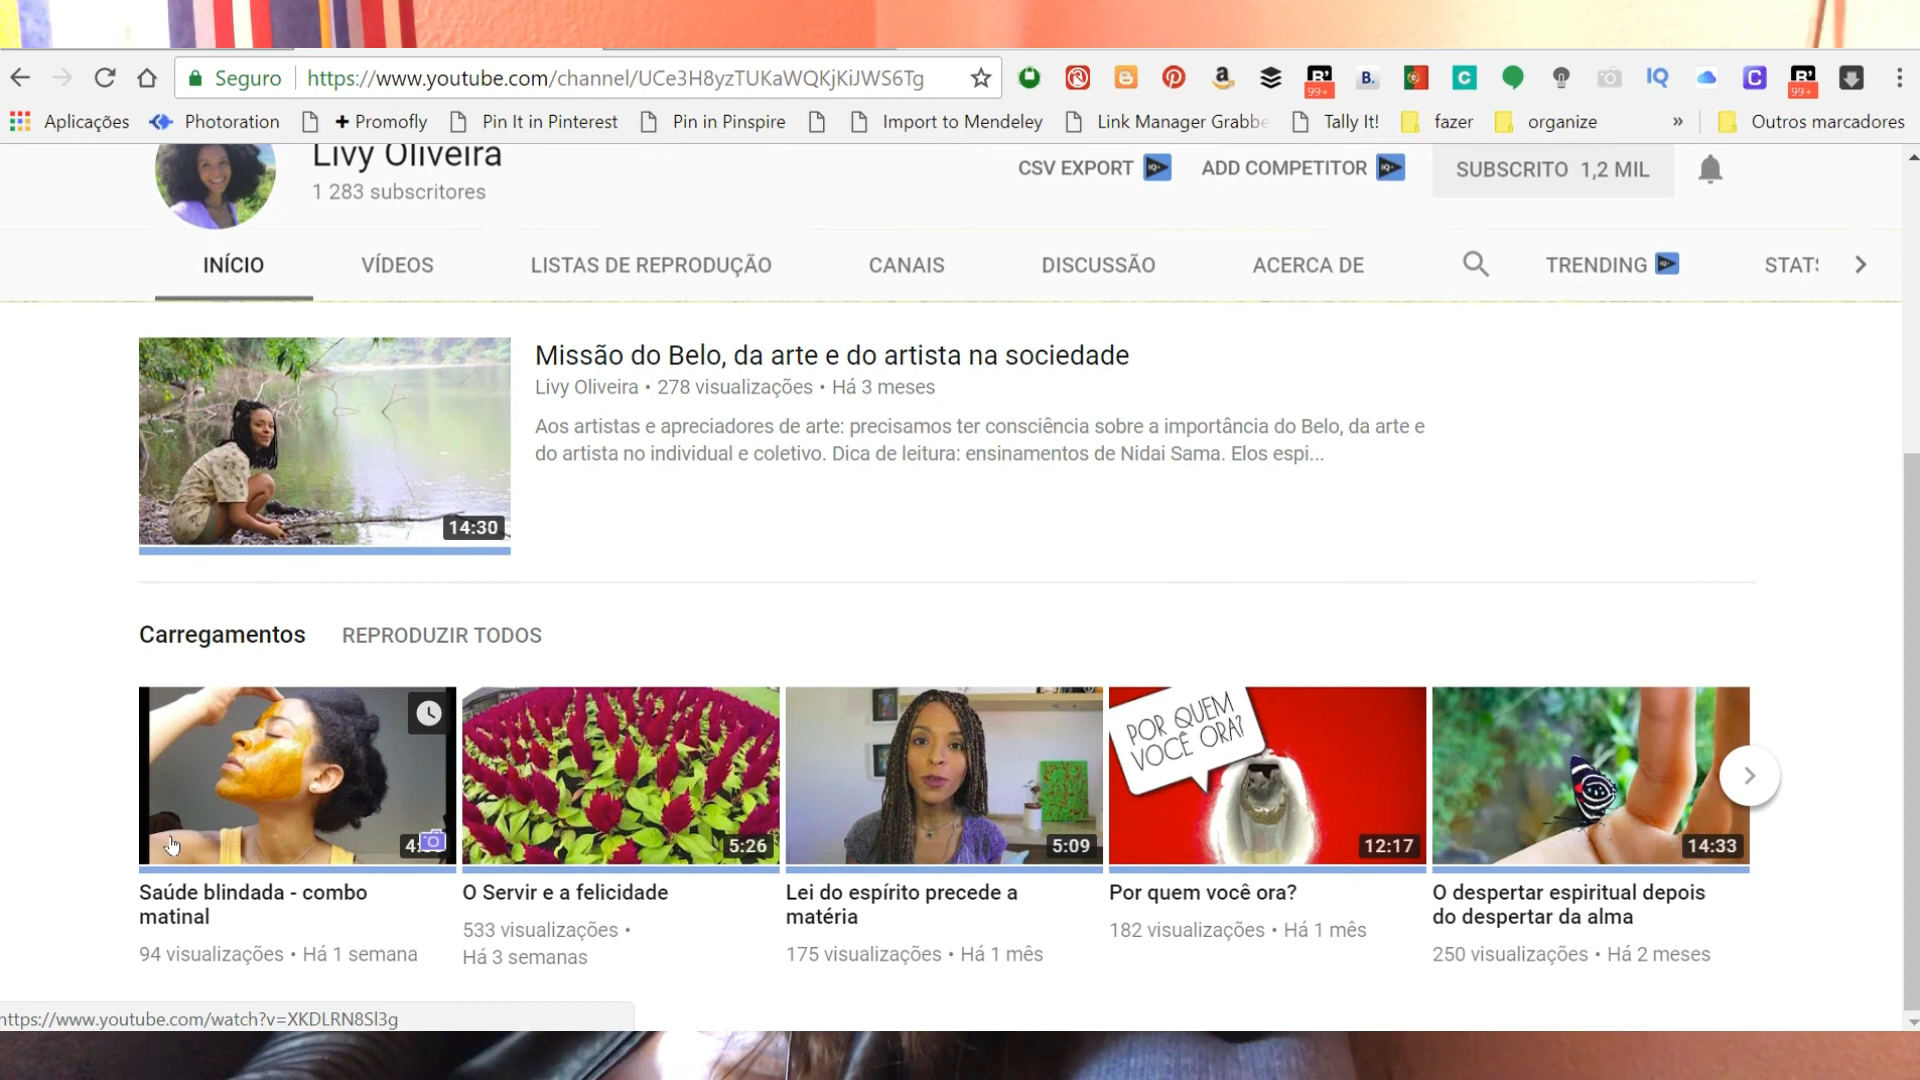 Seguro
https://www.youtube.com/channel/UCe3H8yzTUKaWQKjKiJWS6Tg
99+
B.
C
IQ
C
99+
Aplicações
Photoration
+ Promofly
Pin It in Pinterest
Pin in Pinspire
Import to Mendeley
Link Manager Grabbe
Tally It!
fazer
organize
»
Outros marcadores
Livy Oliveira
1 283 subscritores
CSV EXPORT
ADD COMPETITOR
SUBSCRITO 1,2 MIL
INÍCIO
VÍDEOS
LISTAS DE REPRODUÇÃO
CANAIS
DISCUSSÃO
ACERCA DE
TRENDING
STATS
Missão do Belo, da arte e do artista na sociedade
Livy Oliveira • 278 visualizações • Há 3 meses
Aos artistas e apreciadores de arte: precisamos ter consciência sobre a importância do Belo, da arte e
do artista no individual e coletivo. Dica de leitura: ensinamentos de Nidai Sama. Elos espi...
14:30
Carregamentos
REPRODUZIR TODOS
POR QUEM
VOCÊ ORA?
5:26
5:09
12:17
14:33
Saúde blindada - combo
matinal
94 visualizações • Há 1 semana
O Servir e a felicidade
533 visualizações •
Há 3 semanas
Lei do espírito precede a
matéria
175 visualizações • Há 1 mês
Por quem você ora?
182 visualizações • Há 1 mês
O despertar espiritual depois
do despertar da alma
250 visualizações • Há 2 meses
https://www.youtube.com/watch?v=XKDLRN8Sl3g